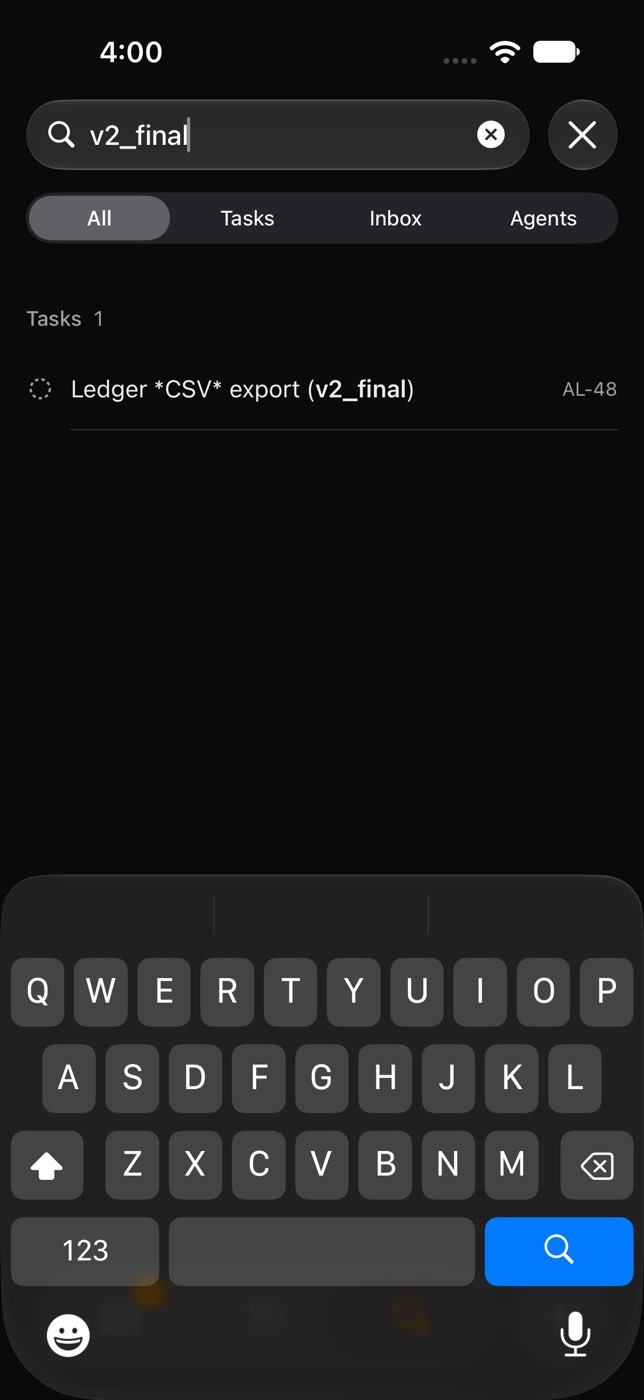 4:00
v2_final
All Tasks Inbox Agents
Tasks 1
Ledger *CSV* export (v2_final) AL-48
Q W E R T Y U I O P
A S D F G H J K L
Z X C V B N M
123